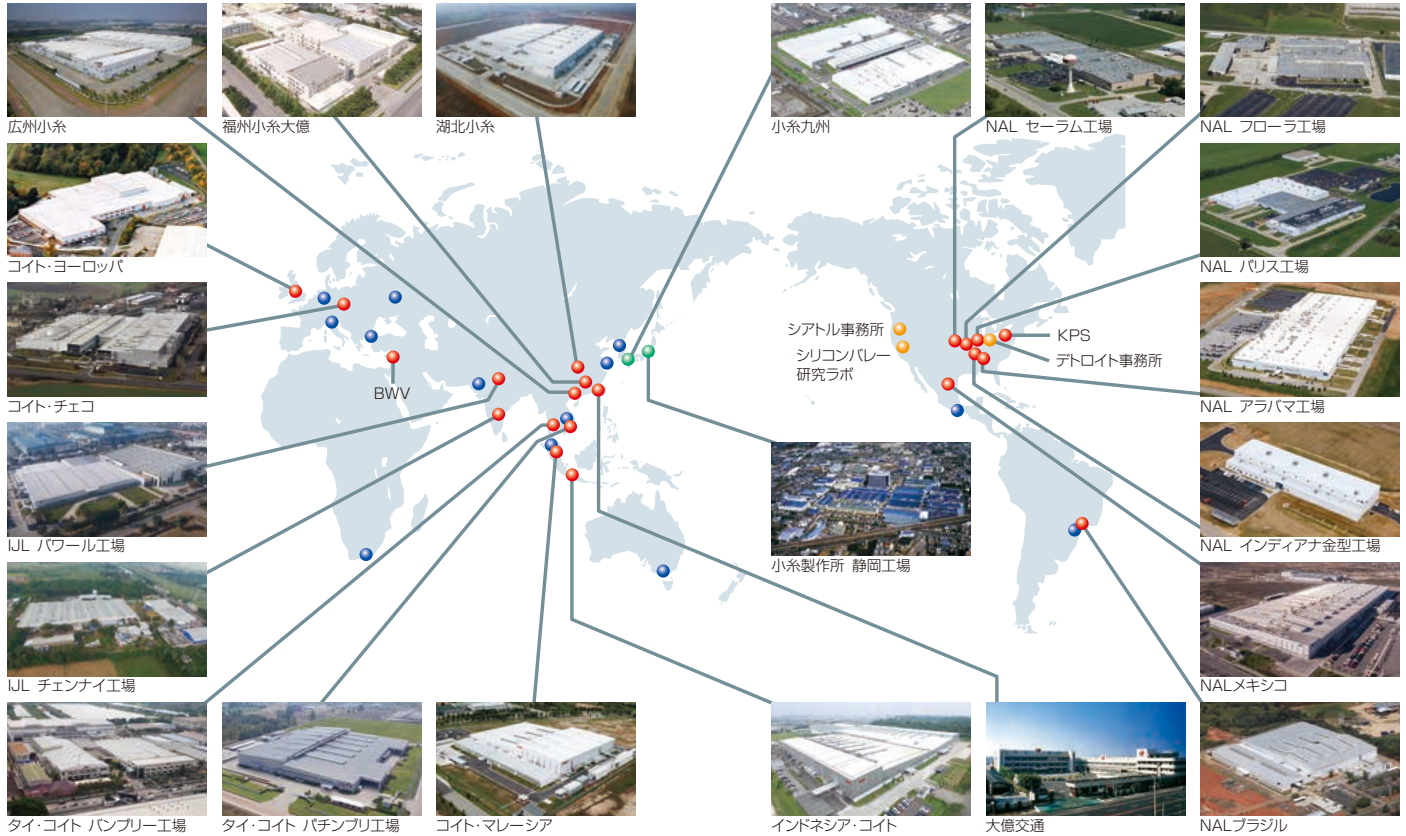 広州小糸
福州小糸大億
湖北小糸
小糸九州
NAL セーラム工場
NAL フローラ工場
コイト・ヨーロッパ
NAL パリス工場
シアトル事務所
シリコンバレー
研究ラボ
KPS
デトロイト事務所
BWV
コイト・チェコ
NAL アラバマ工場
IJL バワール工場
小糸製作所 静岡工場
NAL インディアナ金型工場
IJL チェンナイ工場
NALメキシコ
タイ・コイト バンプリー工場
タイ・コイト パチンブリ工場
コイト・マレーシア
インドネシア・コイト
大億交通
NALブラジル